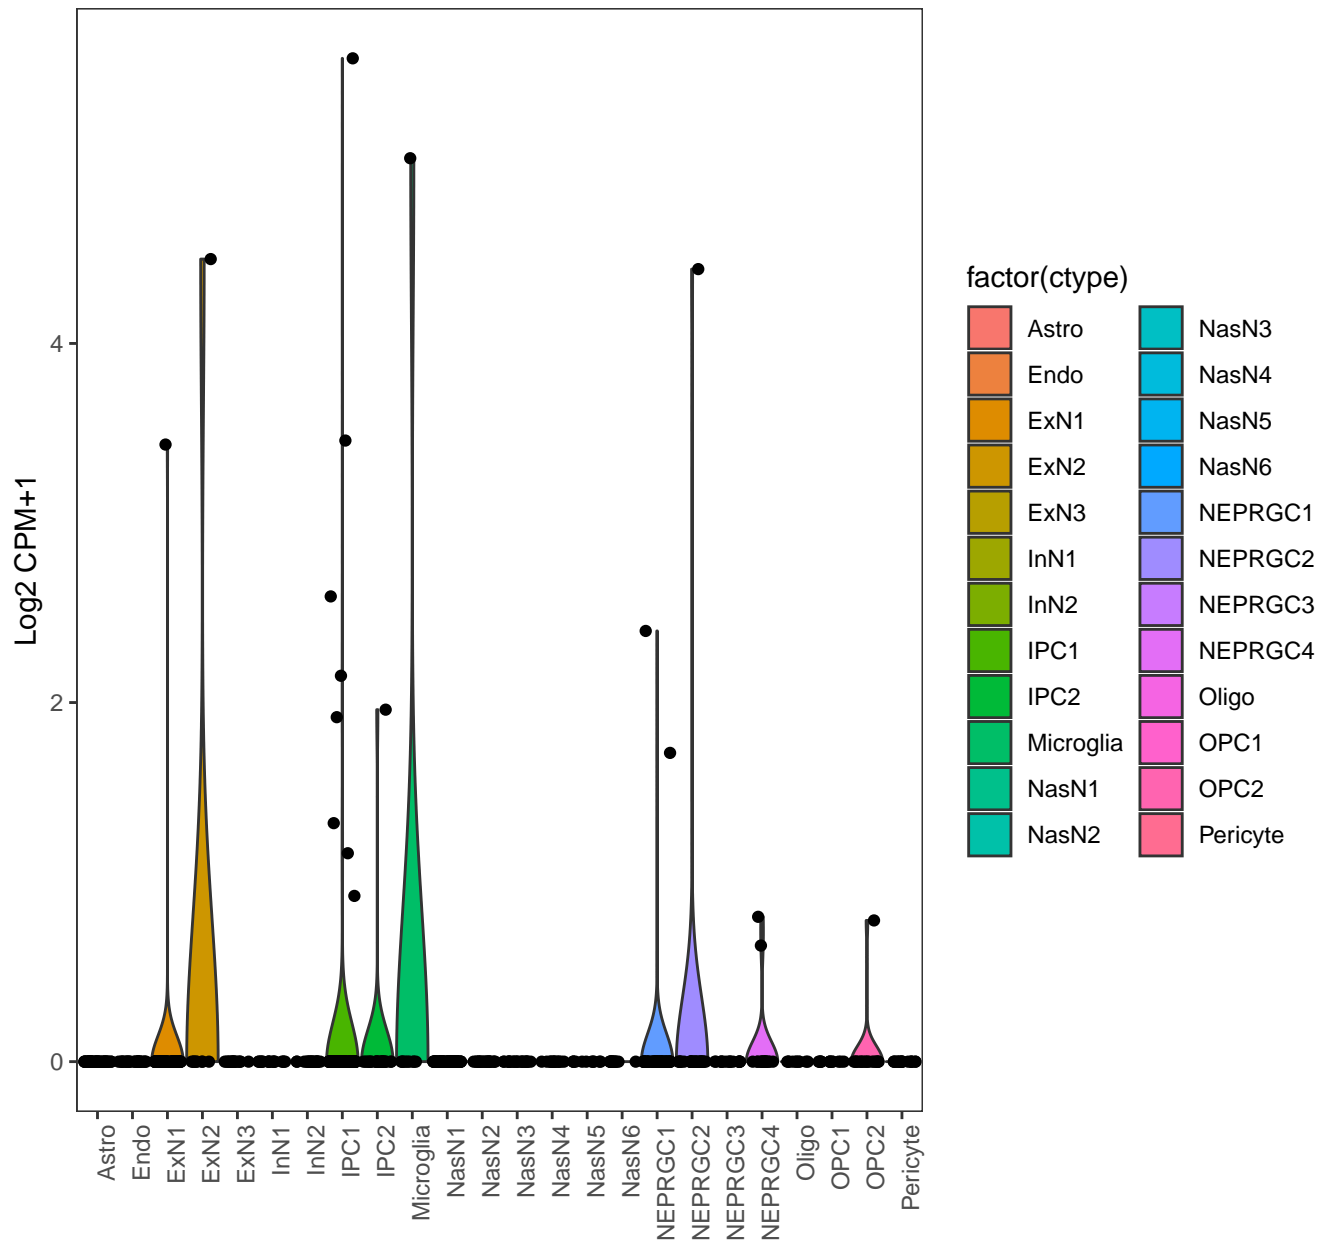 Log2 CPM+1
4
2
0
Astro
Endo
ExN1
ExN2
ExN3
InN1
InN2
IPC1
IPC2
Microglia
NasN1
NasN2
NasN3
NasN4
NasN5
NasN6
NEPRGC1
NEPRGC2
NEPRGC3
NEPRGC4
Oligo
OPC1
OPC2
Pericyte
factor(ctype)
Astro
Endo
ExN1
ExN2
ExN3
InN1
InN2
IPC1
IPC2
Microglia
NasN1
NasN2
NasN3
NasN4
NasN5
NasN6
NEPRGC1
NEPRGC2
NEPRGC3
NEPRGC4
Oligo
OPC1
OPC2
Pericyte